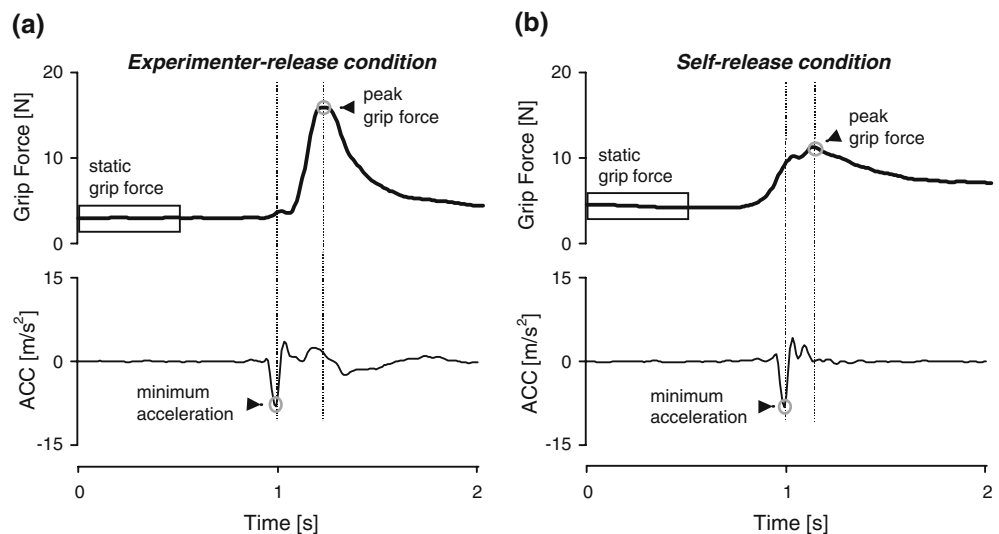 (a)
Experimenter-release condition
Grip Force [N]
20
10
0
static
grip force
peak
grip force
ACC [m/s²]
15
0
-15
minimum
acceleration
0
1
2
Time [s]
(b)
Self-release condition
Grip Force [N]
20
10
0
static
grip force
peak
grip force
ACC [m/s²]
15
0
-15
minimum
acceleration
0
1
2
Time [s]